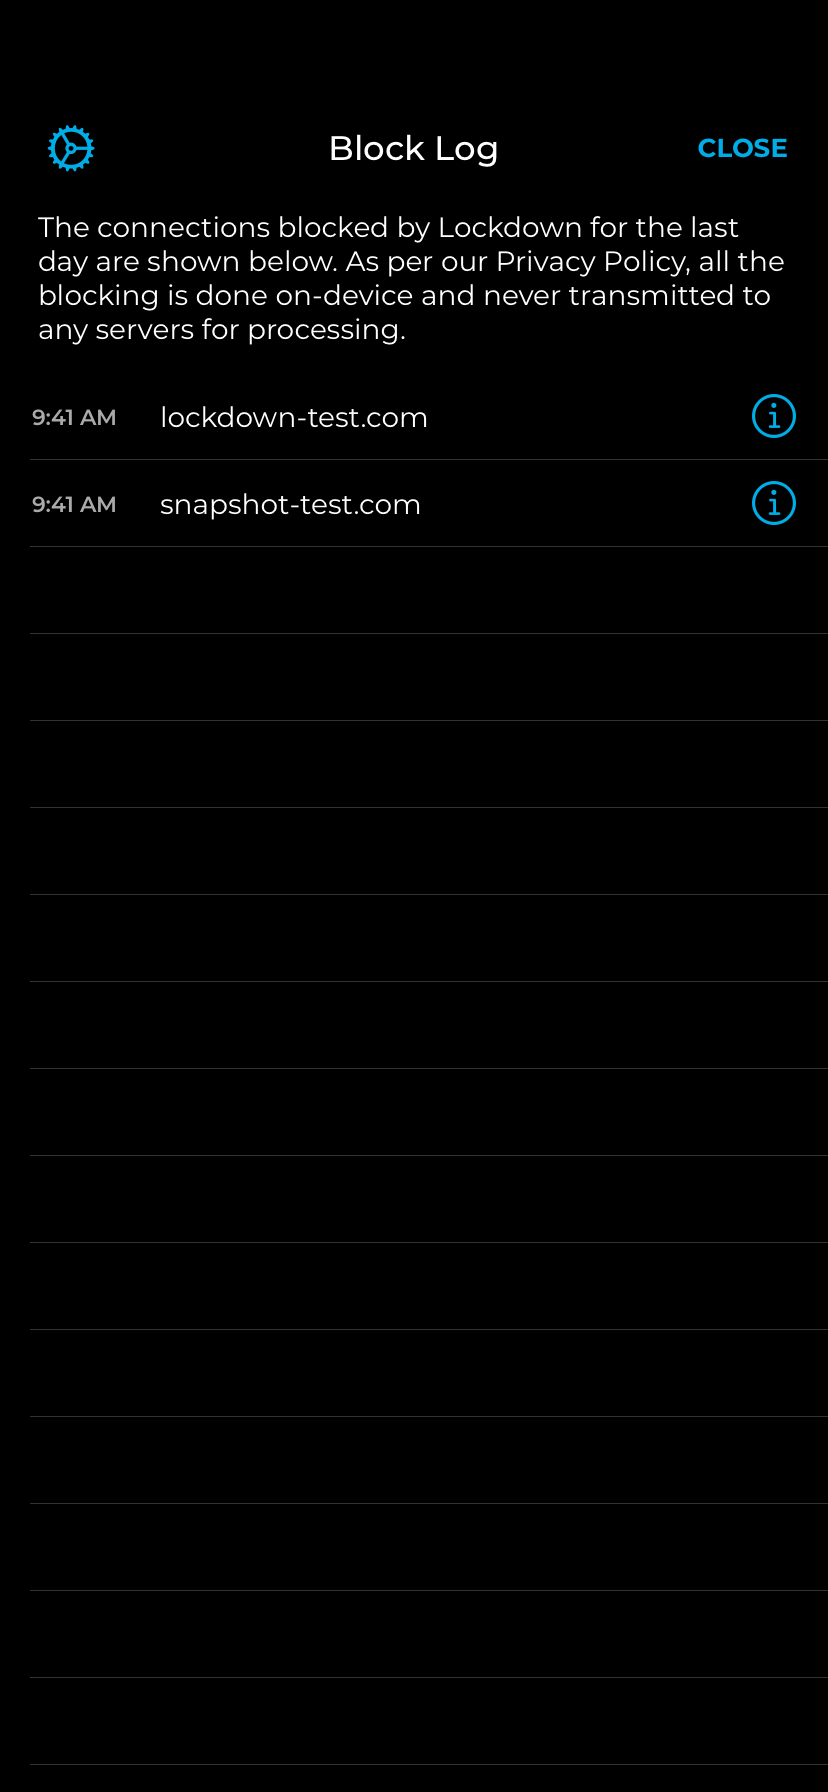 Block Log
CLOSE
The connections blocked by Lockdown for the last
day are shown below. As per our Privacy Policy, all the
blocking is done on-device and never transmitted to
any servers for processing.
9:41 AM lockdown-test.com
9:41 AM snapshot-test.com